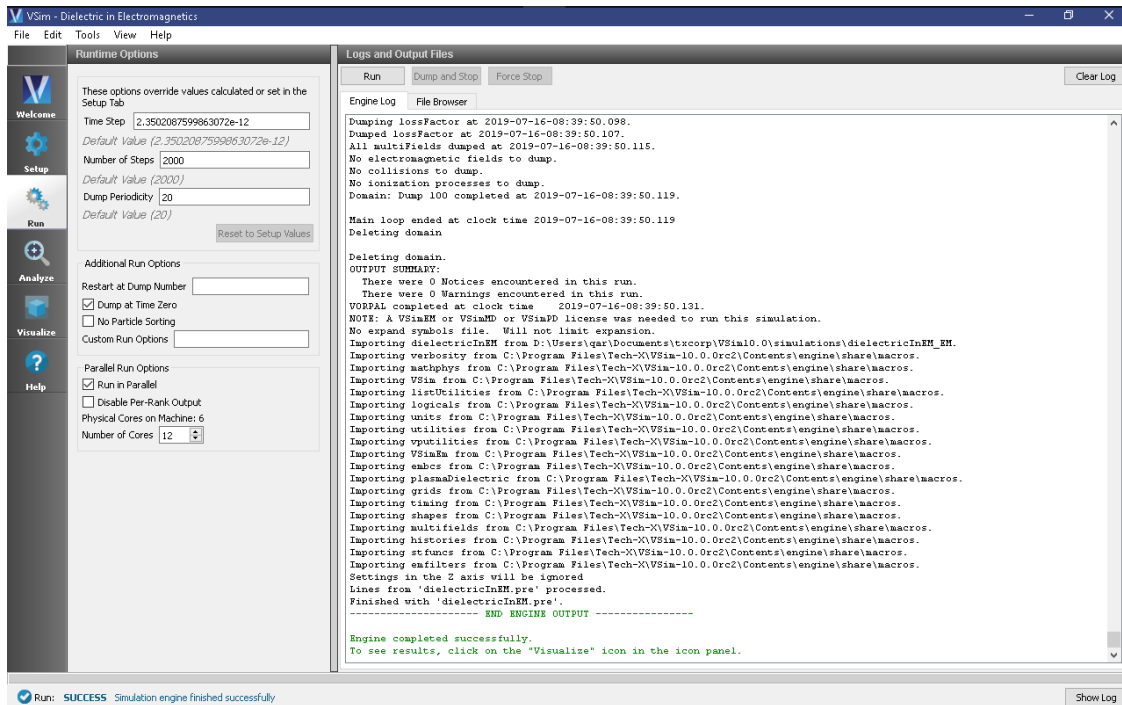 VSim - Dielectric in Electromagnetics
File Edit Tools View Help
Welcome
Setup
Run
Analyze
Visualize
Help
Runtime Options
These options override values calculated or set in the
Setup Tab
Time Step 2.3502087599863072e-12
Default Value (2.3502087599863072e-12)
Number of Steps 2000
Default Value (2000)
Dump Periodicity 20
Default Value (20)
Reset to Setup Values
Additional Run Options
Restart at Dump Number
Dump at Time Zero
No Particle Sorting
Custom Run Options
Parallel Run Options
Run in Parallel
Disable Per-Rank Output
Physical Cores on Machine: 6
Number of Cores 12
Logs and Output Files
Run Dump and Stop Force Stop Clear Log
Engine Log File Browser
Dumping lossFactor at 2019-07-16-08:39:50.098.
Dumped lossFactor at 2019-07-16-08:39:50.107.
All multiFields dumped at 2019-07-16-08:39:50.115.
No electromagnetic fields to dump.
No collisions to dump.
No ionization processes to dump.
Domain: Dump 100 completed at 2019-07-16-08:39:50.119.
Main loop ended at clock time 2019-07-16-08:39:50.119
Deleting domain
Deleting domain.
OUTPUT SUMMARY:
There were 0 Notices encountered in this run.
There were 0 Warnings encountered in this run.
VORPAL completed at clock time 2019-07-16-08:39:50.131.
NOTE: A VSimEM or VSimMD or VSimPD license was needed to run this simulation.
No expand symbols file. Will not limit expansion.
Importing dielectricInEM from D:\Users\qar\Documents\txcorp\VSim10.0\simulations\dielectricInEM_EM.
Importing verbosity from C:\Program Files\Tech-X\VSim-10.0.0rc2\Contents\engine\share\macros.
Importing mathphys from C:\Program Files\Tech-X\VSim-10.0.0rc2\Contents\engine\share\macros.
Importing VSim from C:\Program Files\Tech-X\VSim-10.0.0rc2\Contents\engine\share\macros.
Importing listUtilities from C:\Program Files\Tech-X\VSim-10.0.0rc2\Contents\engine\share\macros.
Importing logicals from C:\Program Files\Tech-X\VSim-10.0.0rc2\Contents\engine\share\macros.
Importing units from C:\Program Files\Tech-X\VSim-10.0.0rc2\Contents\engine\share\macros.
Importing utilities from C:\Program Files\Tech-X\VSim-10.0.0rc2\Contents\engine\share\macros.
Importing vputilities from C:\Program Files\Tech-X\VSim-10.0.0rc2\Contents\engine\share\macros.
Importing VSimEm from C:\Program Files\Tech-X\VSim-10.0.0rc2\Contents\engine\share\macros.
Importing embcs from C:\Program Files\Tech-X\VSim-10.0.0rc2\Contents\engine\share\macros.
Importing plasmaDielectric from C:\Program Files\Tech-X\VSim-10.0.0rc2\Contents\engine\share\macros.
Importing grids from C:\Program Files\Tech-X\VSim-10.0.0rc2\Contents\engine\share\macros.
Importing timing from C:\Program Files\Tech-X\VSim-10.0.0rc2\Contents\engine\share\macros.
Importing shapes from C:\Program Files\Tech-X\VSim-10.0.0rc2\Contents\engine\share\macros.
Importing multifields from C:\Program Files\Tech-X\VSim-10.0.0rc2\Contents\engine\share\macros.
Importing histories from C:\Program Files\Tech-X\VSim-10.0.0rc2\Contents\engine\share\macros.
Importing stfuncs from C:\Program Files\Tech-X\VSim-10.0.0rc2\Contents\engine\share\macros.
Importing emfilters from C:\Program Files\Tech-X\VSim-10.0.0rc2\Contents\engine\share\macros.
Settings in the Z axis will be ignored
Lines from 'dielectricInEM.pre' processed.
Finished with 'dielectricInEM.pre'.
---------------------- END ENGINE OUTPUT ----------------
Engine completed successfully.
To see results, click on the "Visualize" icon in the icon panel.
Run: SUCCESS Simulation engine finished successfully
Show Log